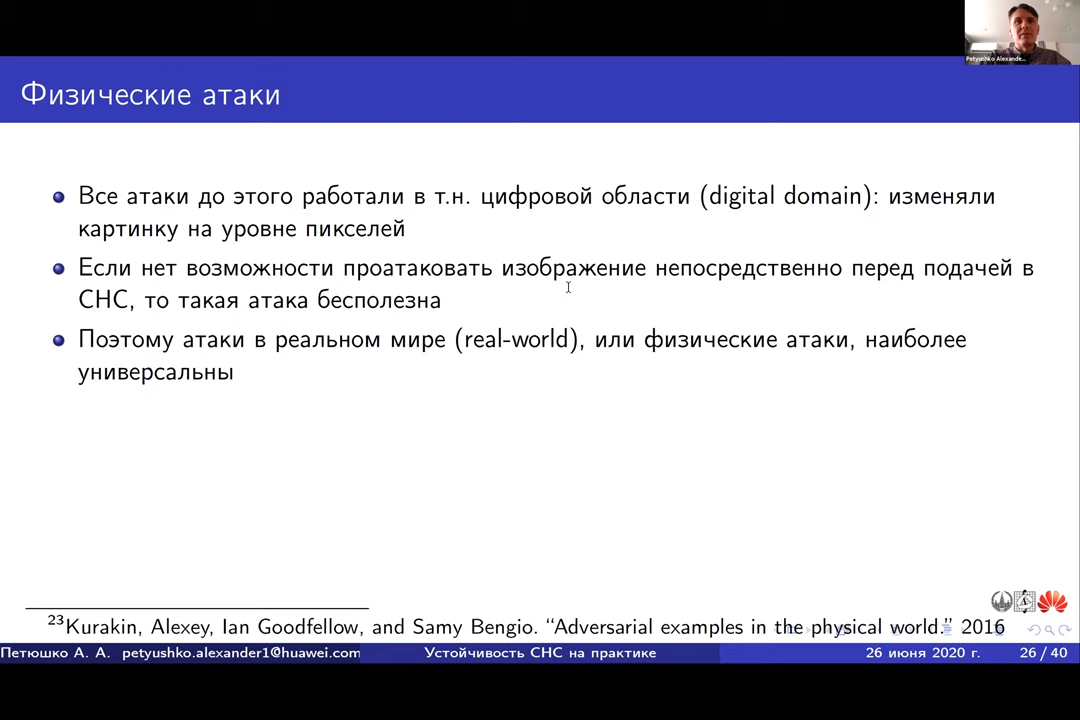 Petyushko Alexande...
Физические атаки
Все атаки до этого работали в т.н. цифровой области (digital domain): изменяли
картинку на уровне пикселей
Если нет возможности проатаковать изображение непосредственно перед подачей в
СНС, то такая атака бесполезна
Поэтому атаки в реальном мире (real-world), или физические атаки, наиболее
универсальны
23Kurakin, Alexey, Ian Goodfellow, and Samy Bengio. “Adversarial examples in the physical world.” 2016
Петюшко А. А. petyushko.alexander1@huawei.com Устойчивость СНС на практике 26 июня 2020 г. 26 / 40